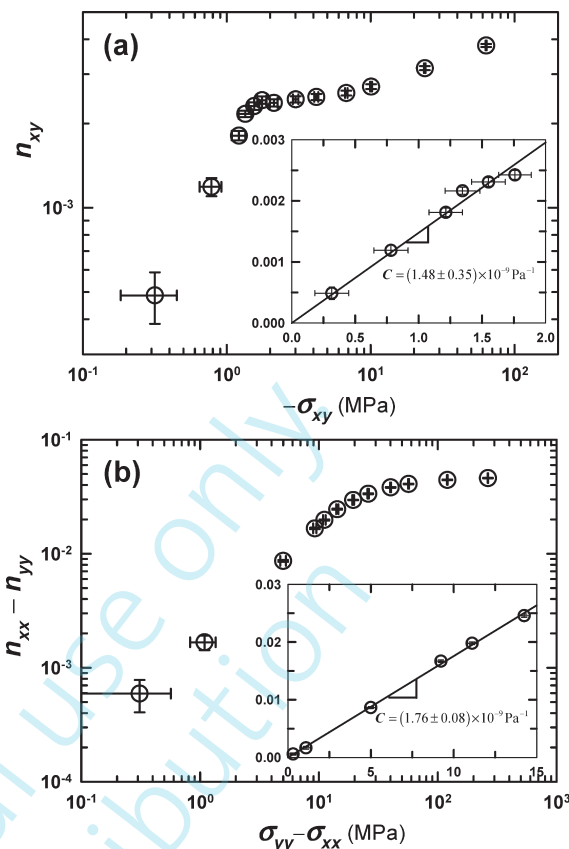 (a)
n_xy
10^-3
10^-1 10^0 10^1 10^2
-σ_xy (MPa)
0.003
0.002
0.001
0.000
0.0 0.5 1.0 1.5 2.0
C = (1.48 ± 0.35)×10^-9 Pa^-1
(b)
n_xx - n_yy
10^-1
10^-2
10^-3
10^-4
10^-1 10^0 10^1 10^2 10^3
σ_yy-σ_xx (MPa)
0.03
0.02
0.01
0.00
0 5 10 15
C = (1.76 ± 0.08)×10^-9 Pa^-1
al use only.
ibution